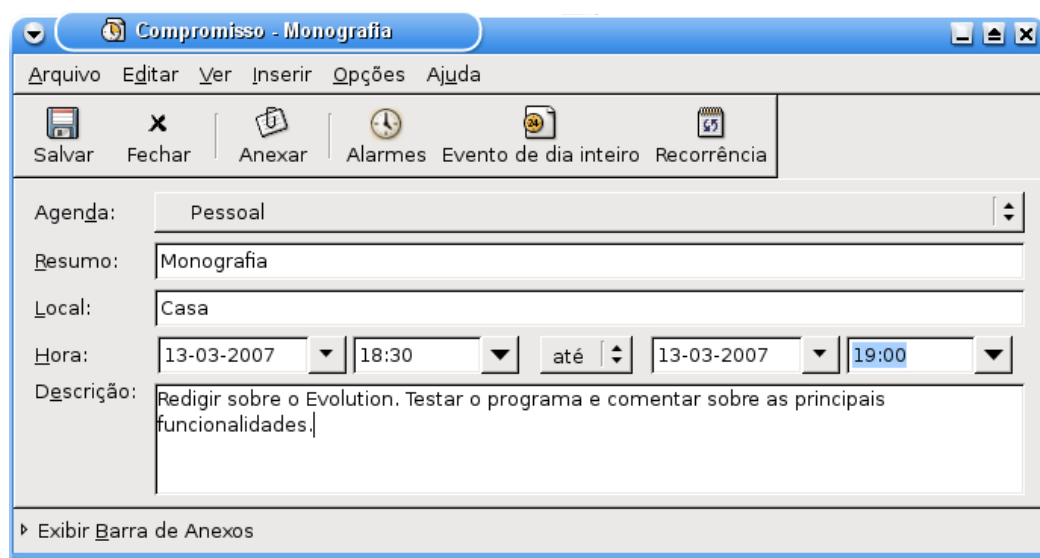 Compromisso - Monografia
Arquivo Editar Ver Inserir Opções Ajuda
Salvar Fechar Anexar Alarmes Evento de dia inteiro Recorrência
Agenda: Pessoal
Resumo: Monografia
Local: Casa
Hora: 13-03-2007 18:30 até 13-03-2007 19:00
Descrição: Redigir sobre o Evolution. Testar o programa e comentar sobre as principais
funcionalidades.
Exibir Barra de Anexos